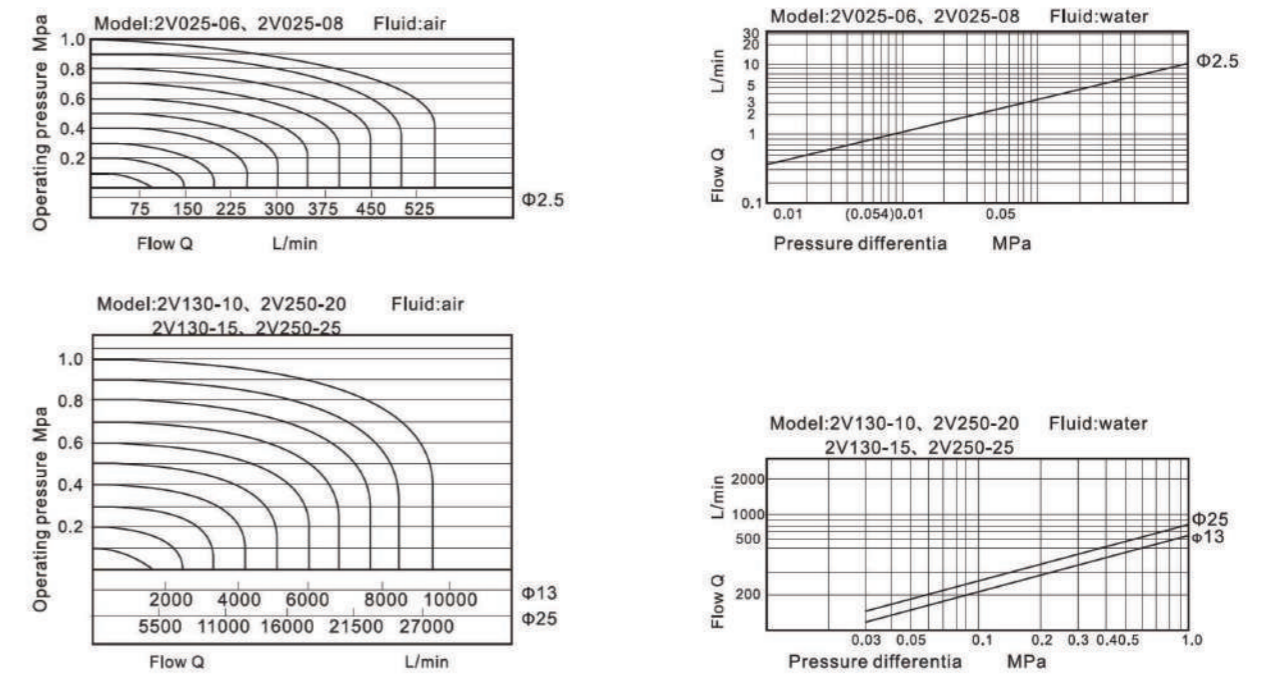 Model:2V025-06、2V025-08 Fluid:air
Operating pressure Mpa
1.0
0.8
0.6
0.4
0.2
75 150 225 300 375 450 525
Φ2.5
Flow Q L/min
Model:2V025-06、2V025-08 Fluid:water
Flow Q L/min
30
20
10
5
3
2
1
0.1
Φ2.5
0.01 (0.054)0.01 0.05
Pressure differentia MPa
Model:2V130-10、2V250-20 Fluid:air
2V130-15、2V250-25
Operating pressure Mpa
1.0
0.8
0.6
0.4
0.2
2000 4000 6000 8000 10000 Φ13
5500 11000 16000 21500 27000 Φ25
Flow Q L/min
Model:2V130-10、2V250-20 Fluid:water
2V130-15、2V250-25
Flow Q L/min
2000
1000
500
200
Φ25
Φ13
0.03 0.05 0.1 0.2 0.3 0.40.5 1.0
Pressure differentia MPa